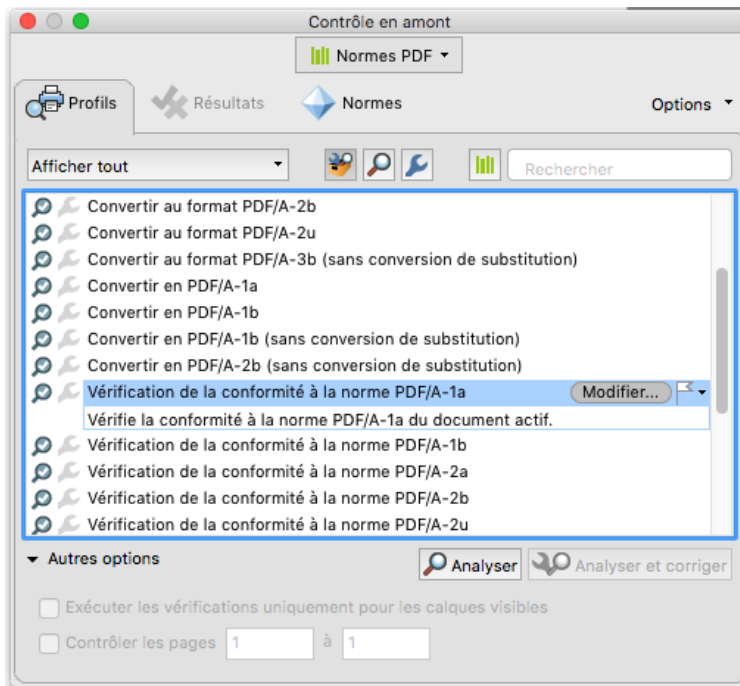 Contrôle en amont
Normes PDF
Profils Résultats Normes Options
Afficher tout Rechercher
Convertir au format PDF/A-2b
Convertir au format PDF/A-2u
Convertir au format PDF/A-3b (sans conversion de substitution)
Convertir en PDF/A-1a
Convertir en PDF/A-1b
Convertir en PDF/A-1b (sans conversion de substitution)
Convertir en PDF/A-2b (sans conversion de substitution)
Vérification de la conformité à la norme PDF/A-1a Modifier...
Vérifie la conformité à la norme PDF/A-1a du document actif.
Vérification de la conformité à la norme PDF/A-1b
Vérification de la conformité à la norme PDF/A-2a
Vérification de la conformité à la norme PDF/A-2b
Vérification de la conformité à la norme PDF/A-2u
Autres options Analyser Analyser et corriger
Exécuter les vérifications uniquement pour les calques visibles
Contrôler les pages 1 à 1